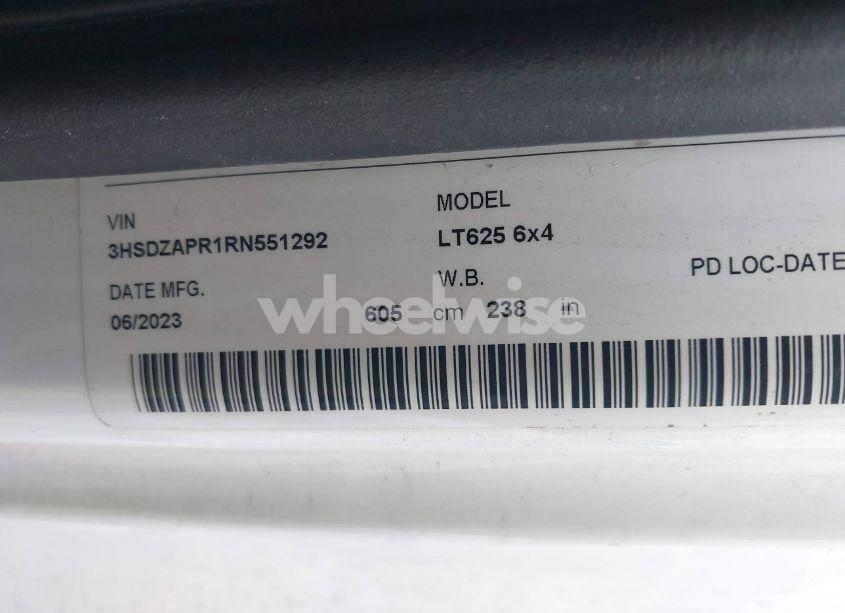 VIN
3HSDZAPR1RN551292
MODEL
LT625 6x4
DATE MFG.
06/2023
W.B.
605 cm 238 in
PD LOC-DATE
wheelwise